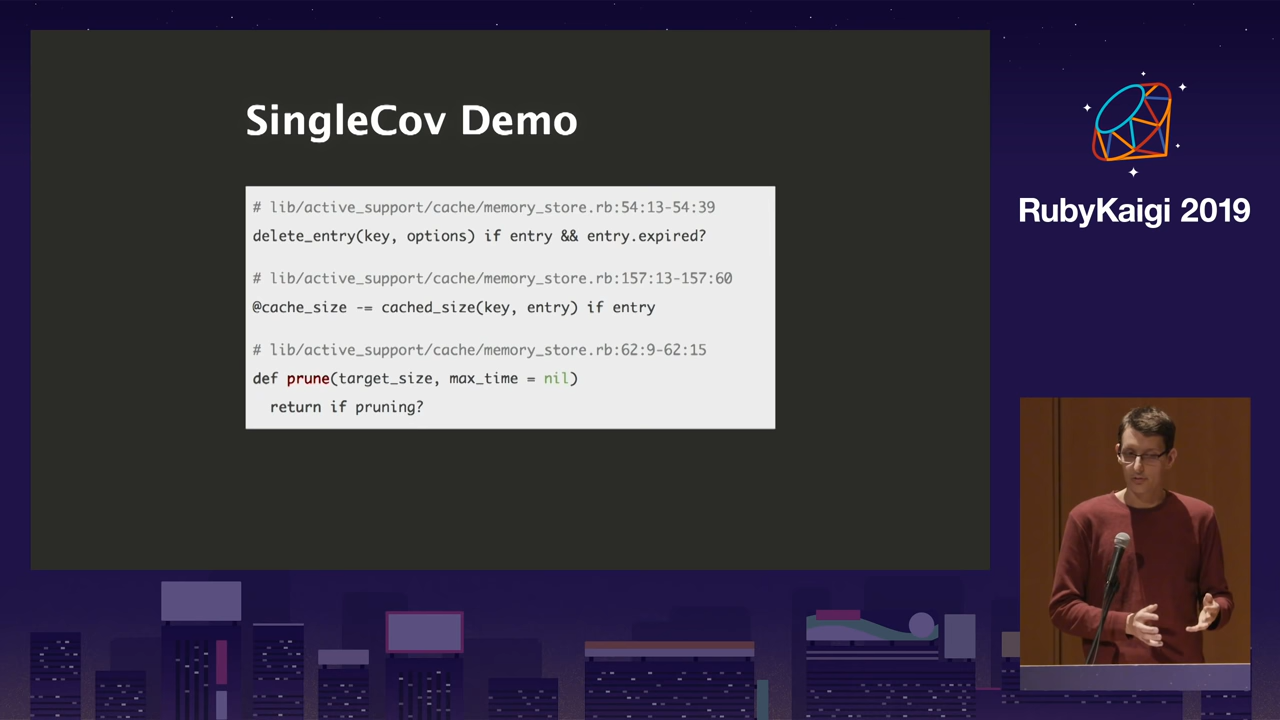 SingleCov Demo
# lib/active_support/cache/memory_store.rb:54:13-54:39
delete_entry(key, options) if entry && entry.expired?
# lib/active_support/cache/memory_store.rb:157:13-157:60
@cache_size -= cached_size(key, entry) if entry
# lib/active_support/cache/memory_store.rb:62:9-62:15
def prune(target_size, max_time = nil)
return if pruning?
RubyKaigi 2019